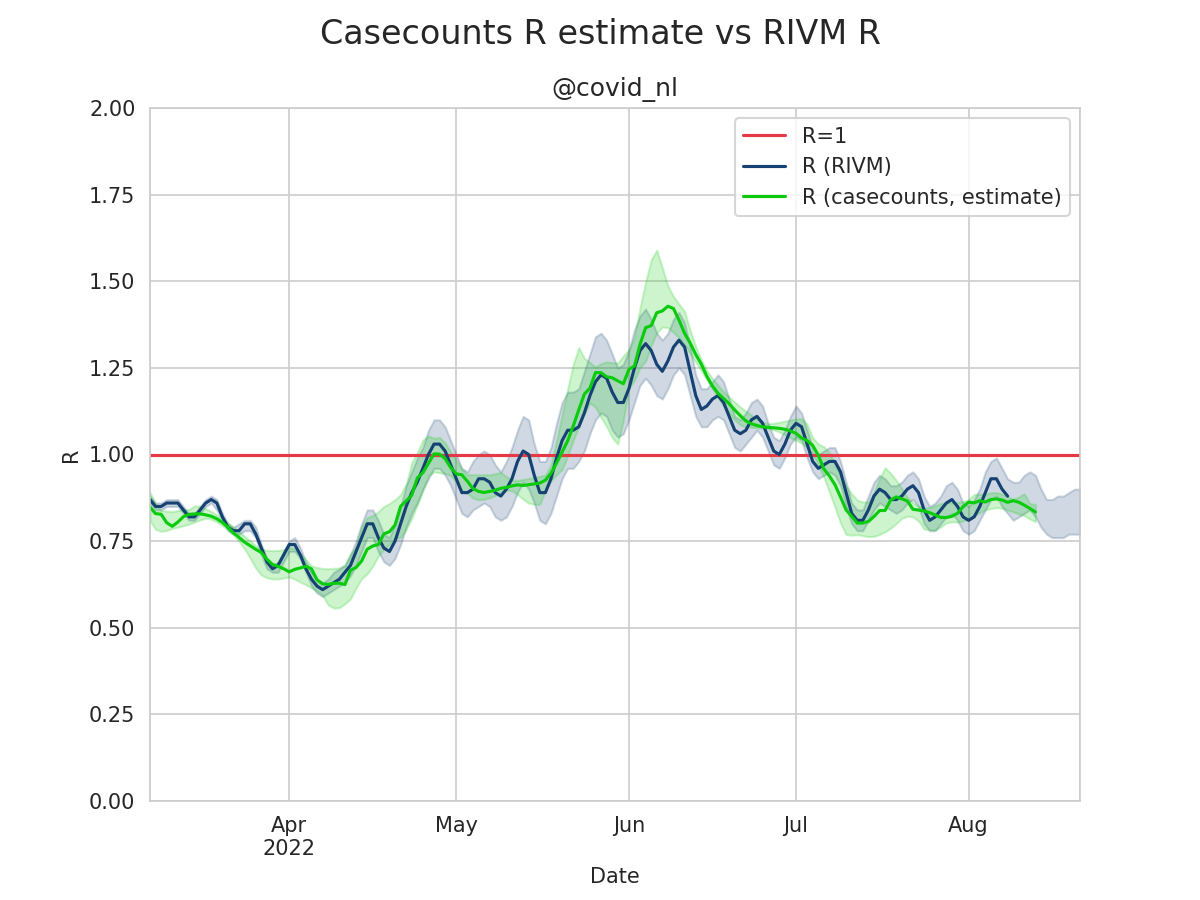 Casecounts R estimate vs RIVM R
@covid_nl
R=1
R (RIVM)
R (casecounts, estimate)
2.00
1.75
1.50
1.25
1.00
0.75
0.50
0.25
0.00
R
Apr
2022
May
Jun
Jul
Aug
Date